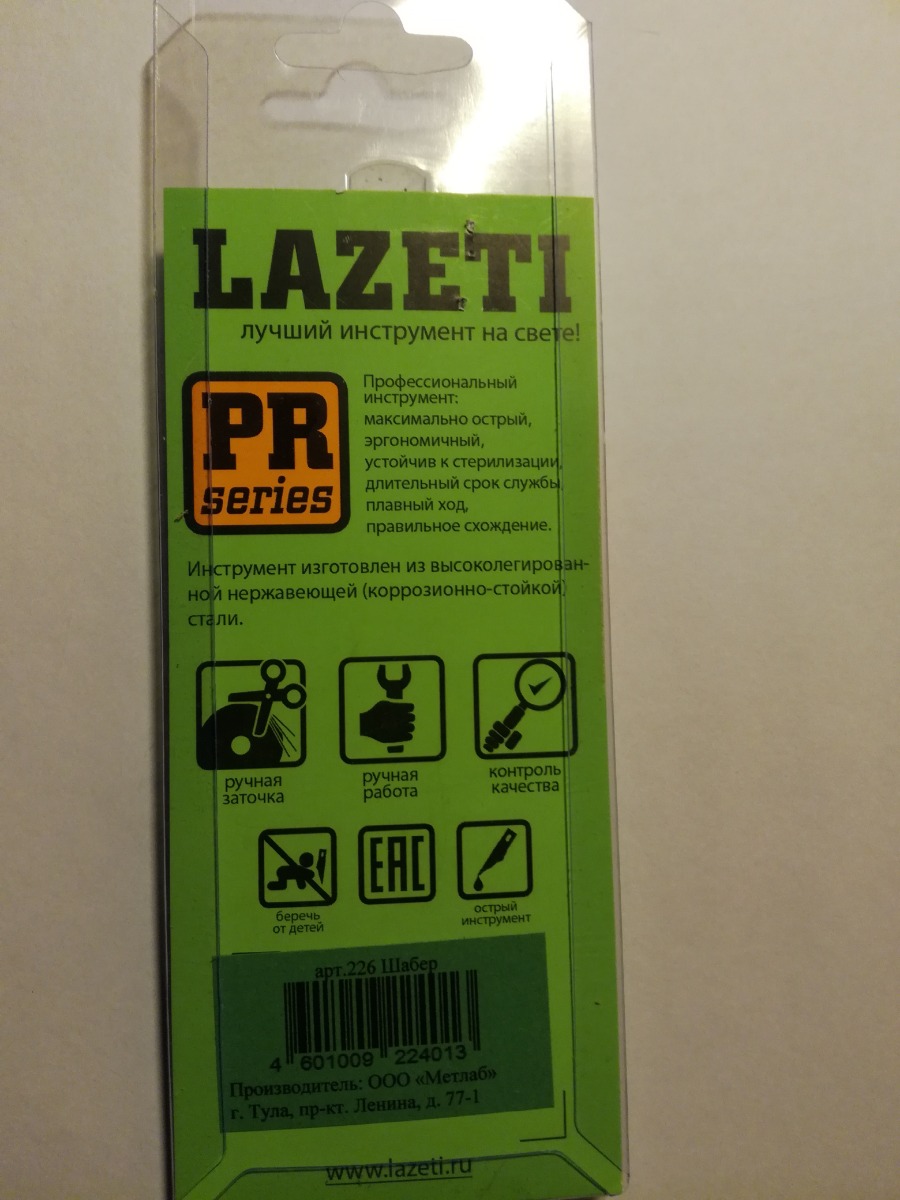 LAZETI
лучший инструмент на свете!
PR
series
Профессиональный
инструмент:
максимально острый,
эргономичный,
устойчив к стерилизации,
длительный срок службы,
плавный ход,
правильное схождение.
Инструмент изготовлен из высоколегирован-
ной нержавеющей (коррозионно-стойкой)
стали.
ручная
заточка
ручная
работа
контроль
качества
беречь
от детей
EAC
острый
инструмент
арт.226 Шабер
4 601009 224013
Производитель: ООО «Метлаб»
г. Тула, пр-кт. Ленина, д. 77-1
www.lazeti.ru